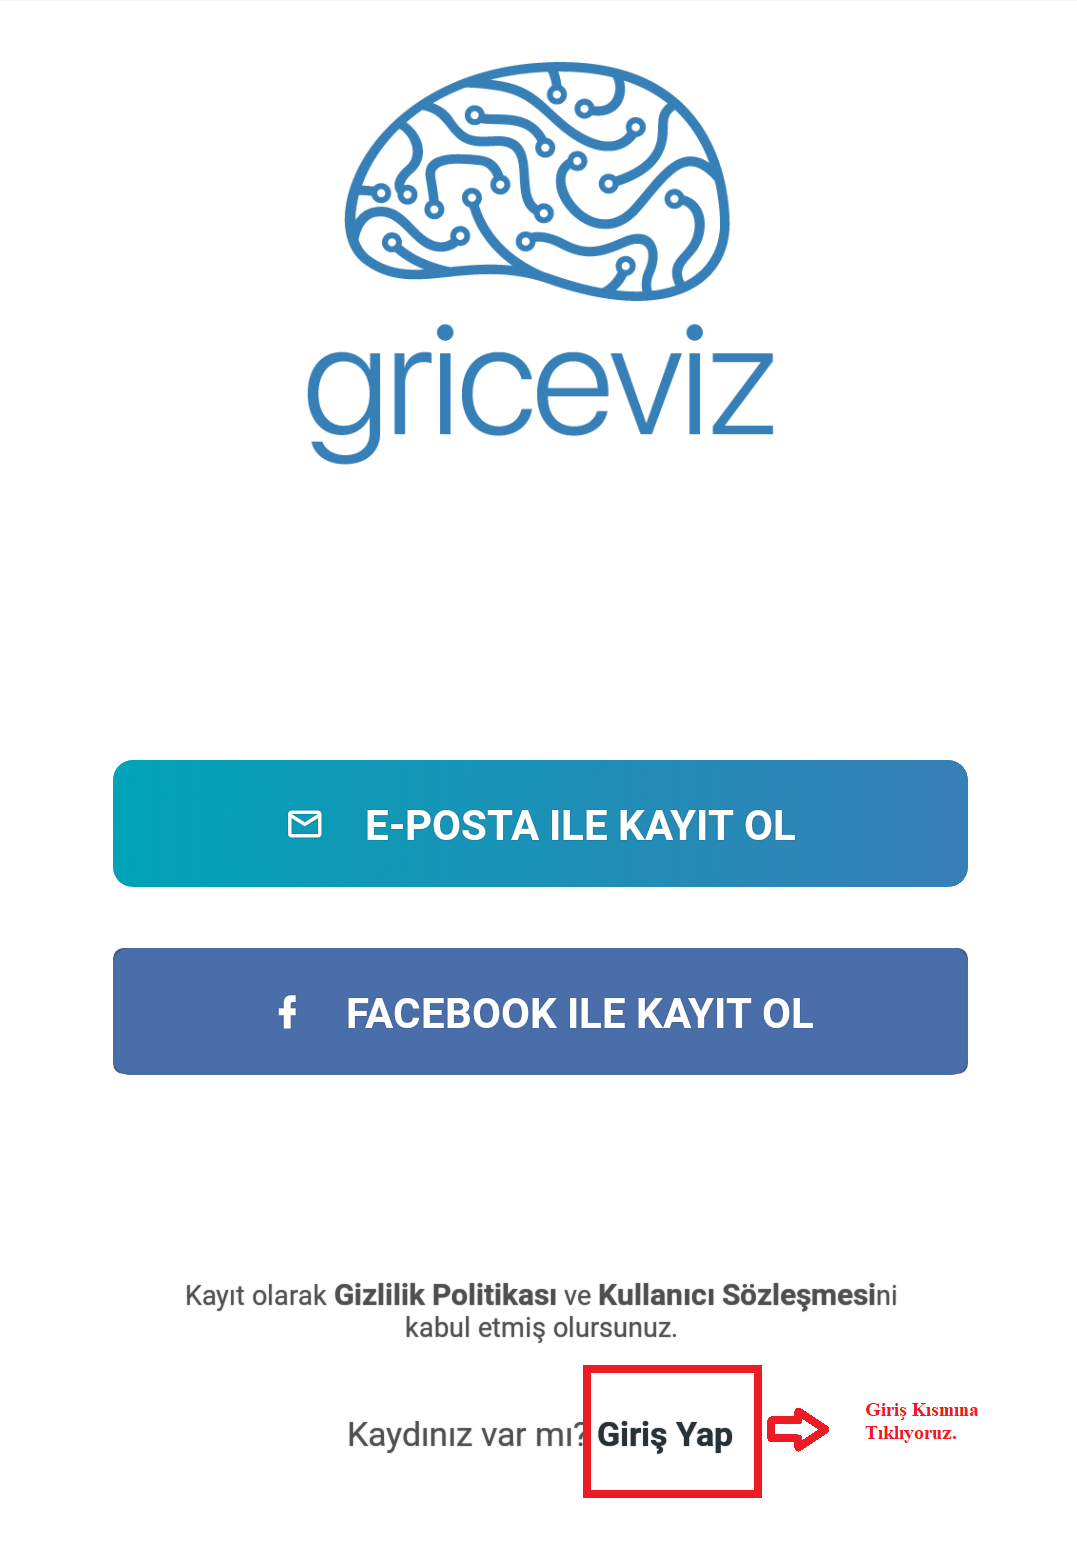 griceviz
E-POSTA ILE KAYIT OL
FACEBOOK ILE KAYIT OL
Kayıt olarak Gizlilik Politikası ve Kullanıcı Sözleşmesini
kabul etmiş olursunuz.
Kaydınız var mı? Giriş Yap
Giriş Kısmına
Tıklıyoruz.